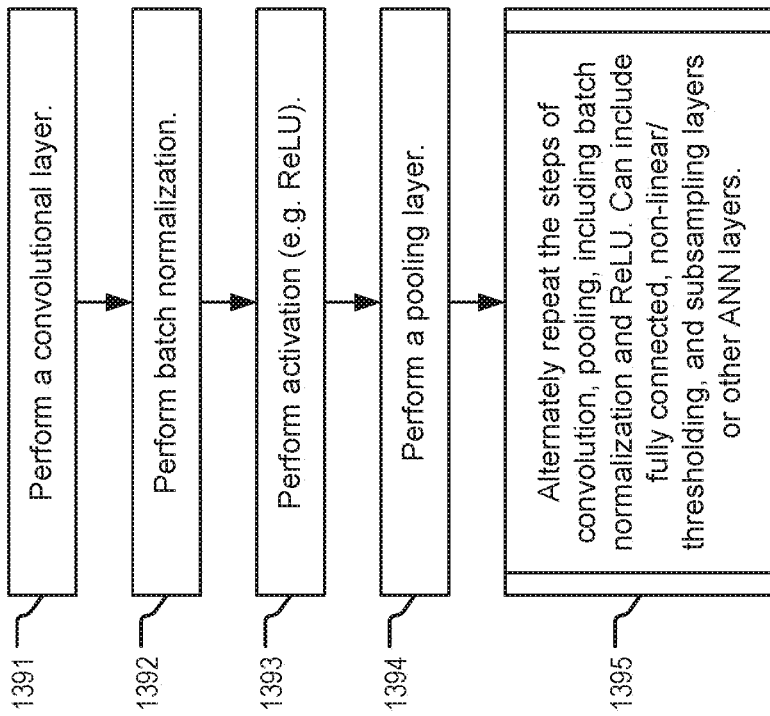 1391
Perform a convolutional layer.
1392
Perform batch normalization.
1393
Perform activation (e.g. ReLU).
1394
Perform a pooling layer.
1395
Alternately repeat the steps of
convolution, pooling, including batch
normalization and ReLU. Can include
fully connected, non-linear/
thresholding, and subsampling layers
or other ANN layers.